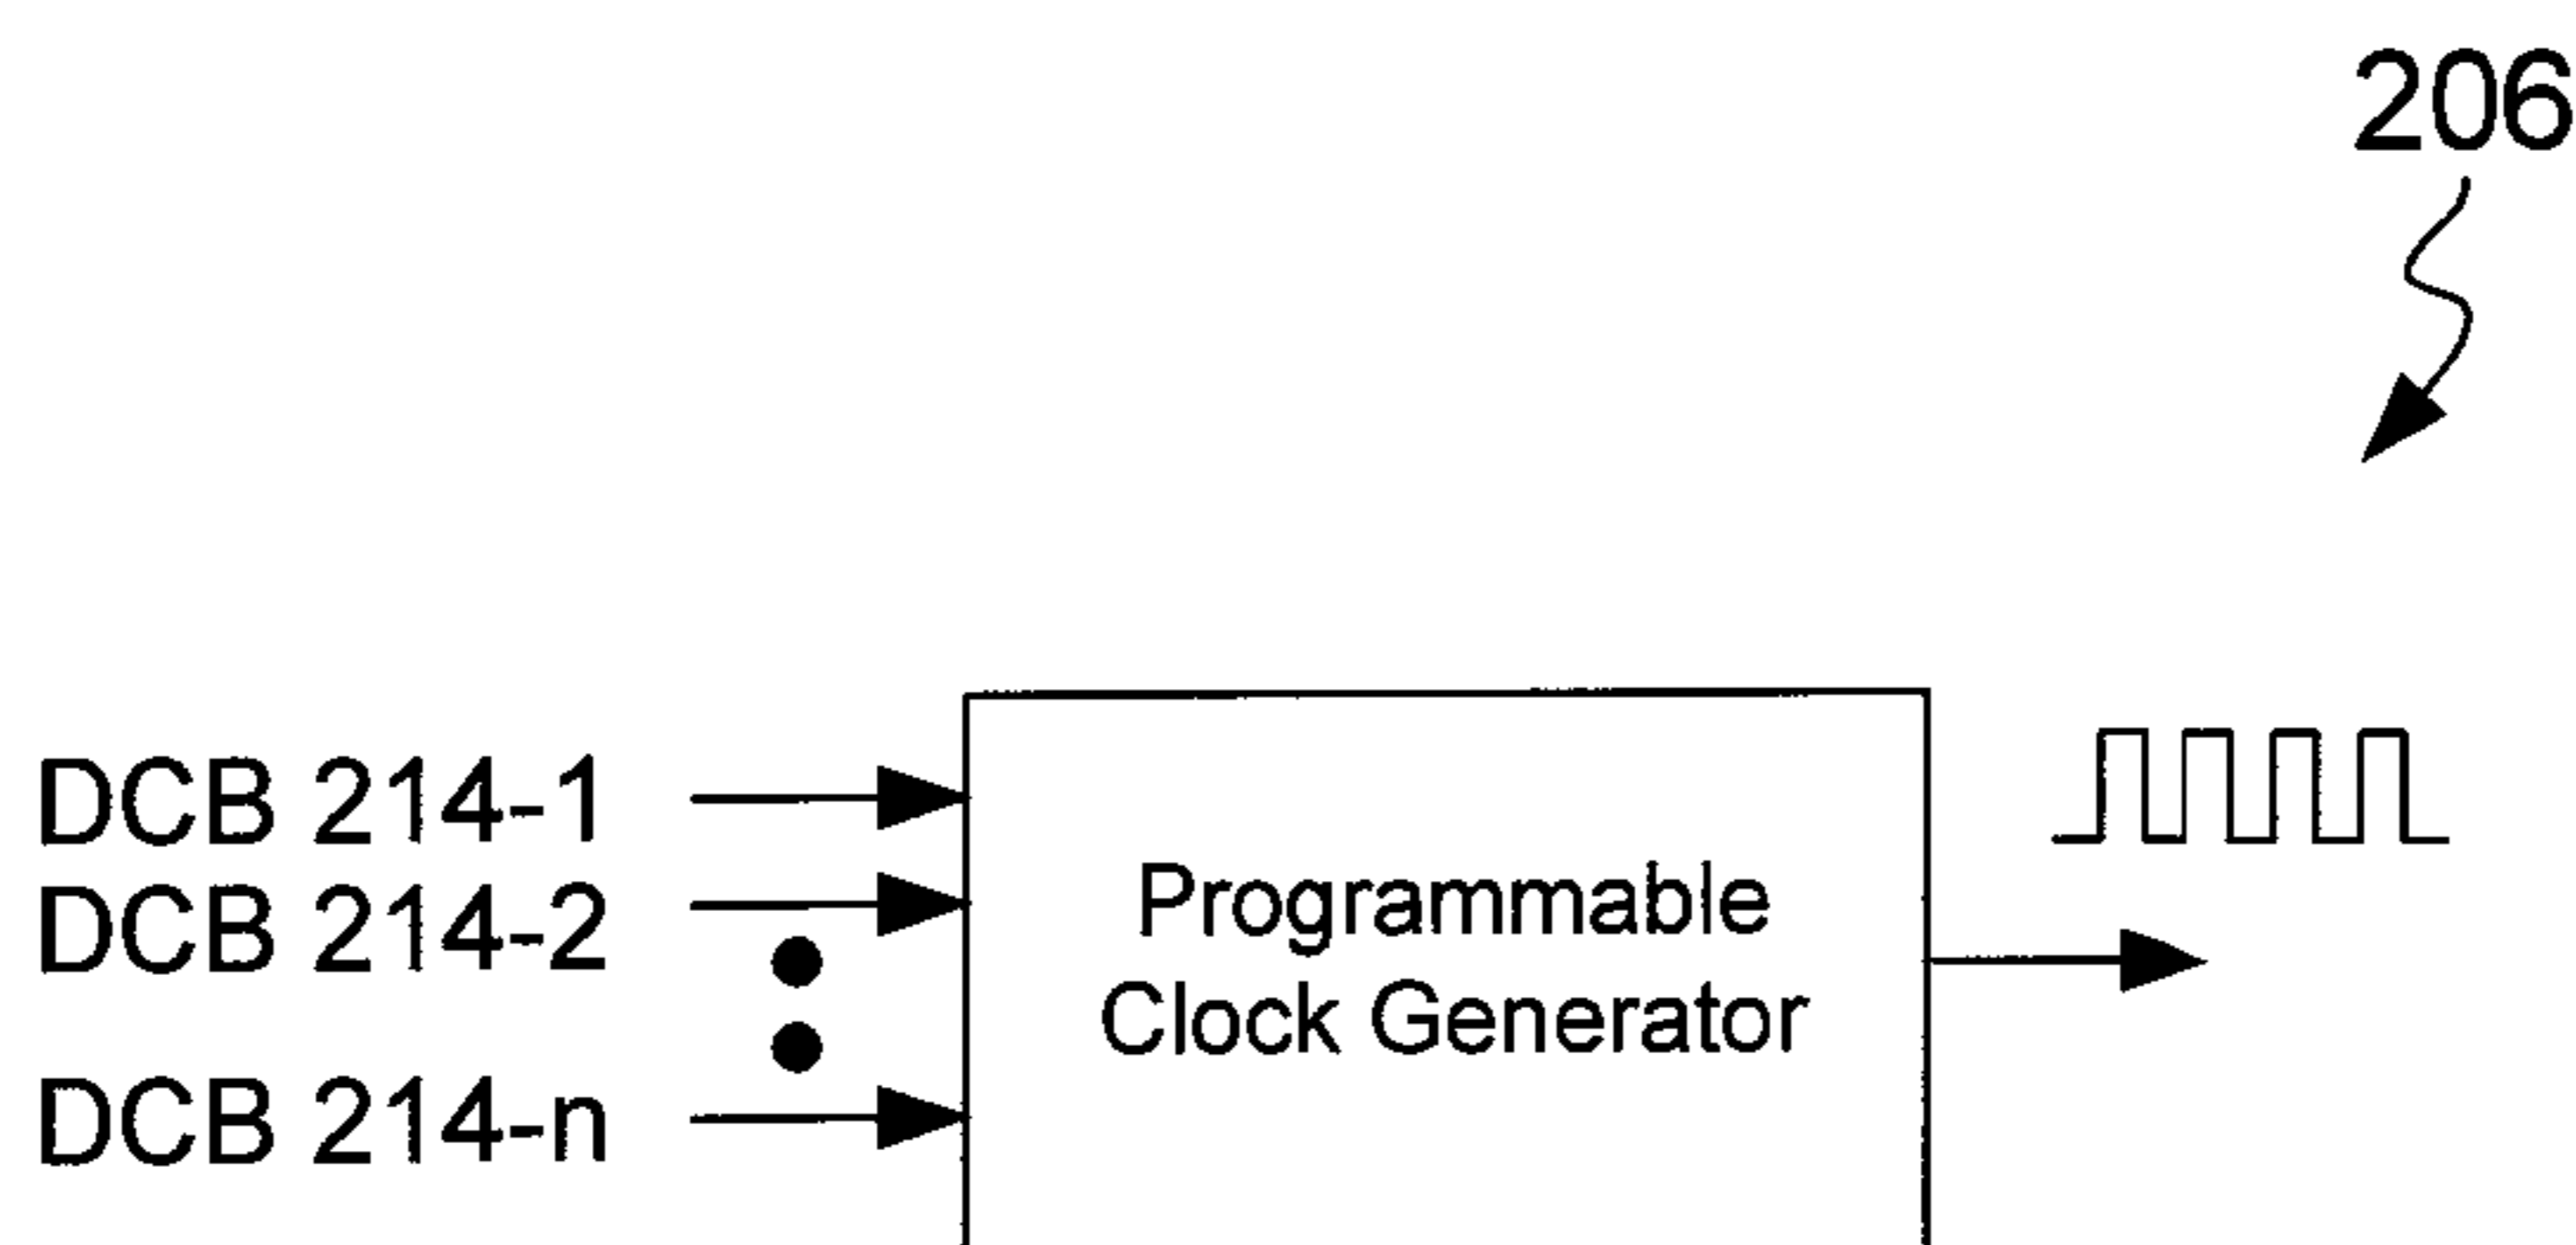 206
DCB 214-1
DCB 214-2
DCB 214-n
Programmable
Clock Generator